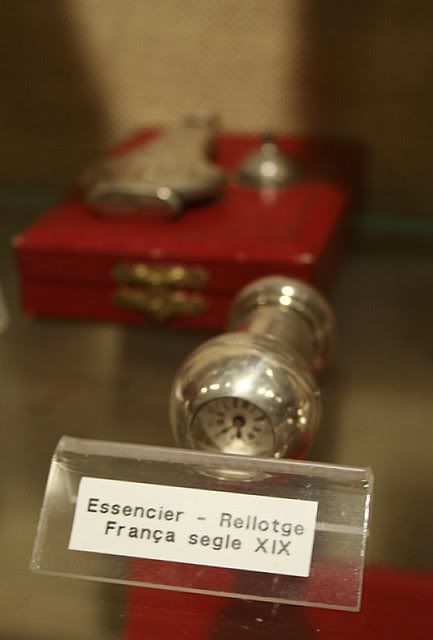 Essencier - Rellotge
França segle XIX